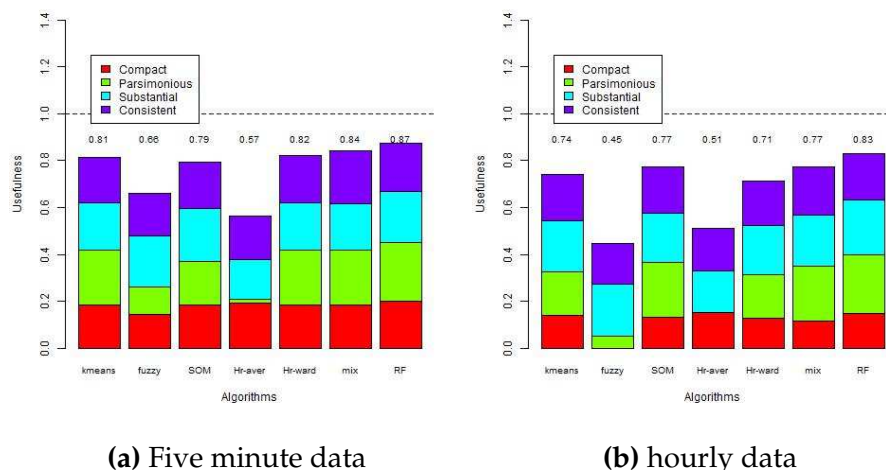 Usefulness
0.0 0.2 0.4 0.6 0.8 1.0 1.2 1.4
Compact
Parsimonious
Substantial
Consistent
0.81 0.66 0.79 0.57 0.82 0.84 0.87
kmeans fuzzy SOM Hr-aver Hr-ward mix RF
Algorithms
(a) Five minute data
Usefulness
0.0 0.2 0.4 0.6 0.8 1.0 1.2 1.4
Compact
Parsimonious
Substantial
Consistent
0.74 0.45 0.77 0.51 0.71 0.77 0.83
kmeans fuzzy SOM Hr-aver Hr-ward mix RF
Algorithms
(b) hourly data